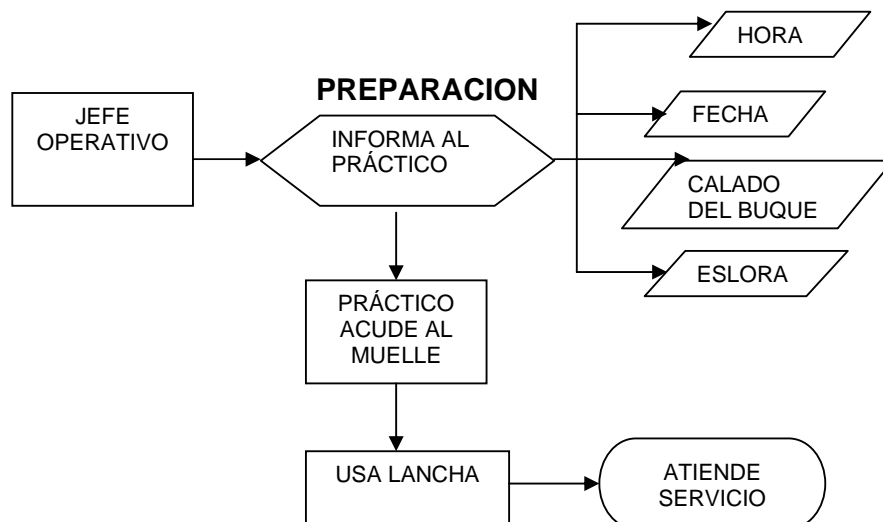 PREPARACION
JEFE
OPERATIVO
INFORMA AL
PRÁCTICO
HORA
FECHA
CALADO
DEL BUQUE
ESLORA
PRÁCTICO
ACUDE AL
MUELLE
USA LANCHA
ATIENDE
SERVICIO